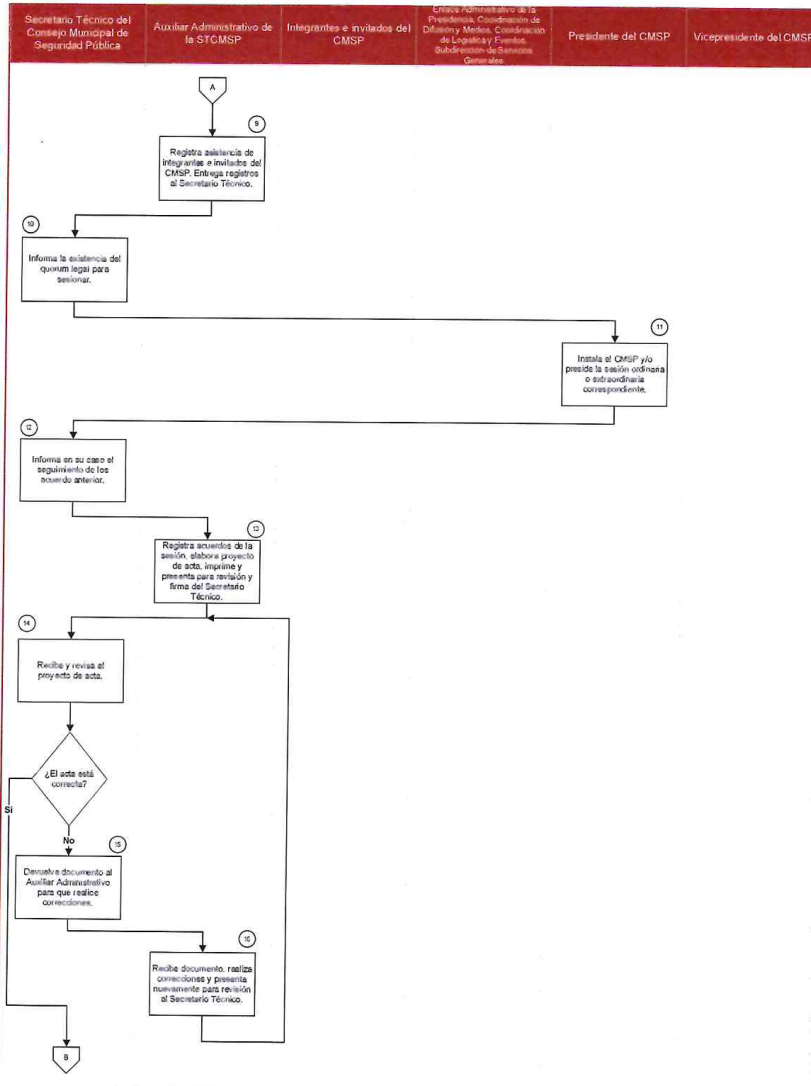 Secretario Técnico del
Consejo Municipal de
Seguridad Pública
Auxiliar Administrativo de
la STCMSP
Integrantes e invitados del
CMSP
Enlace Administrativo de la
Presidencia, Coordinación de
Difusión y Medios, Coordinación
de Logística y Eventos,
Subdirección de Servicios
Generales
Presidente del CMSP
Vicepresidente del CMSP
A
9
Registra asistencia de
integrantes e invitados del
CMSP. Entrega registros
al Secretario Técnico.
10
Informa la existencia del
quorum legal para
sesionar.
11
Instala el CMSP y/o
preside la sesión ordinaria
o extraordinaria
correspondiente.
12
Informa en su caso el
seguimiento de los
acuerdo anterior.
13
Registra acuerdos de la
sesión, elabora proyecto
de acta, imprime y
presenta para revisión y
firma del Secretario
Técnico.
14
Recibe y revisa el
proyecto de acta.
¿El acta está
correcta?
Si
No
15
Devuelve documento al
Auxiliar Administrativo
para que realice
correcciones.
16
Recibe documento, realiza
correcciones y presenta
nuevamente para revisión
al Secretario Técnico.
B